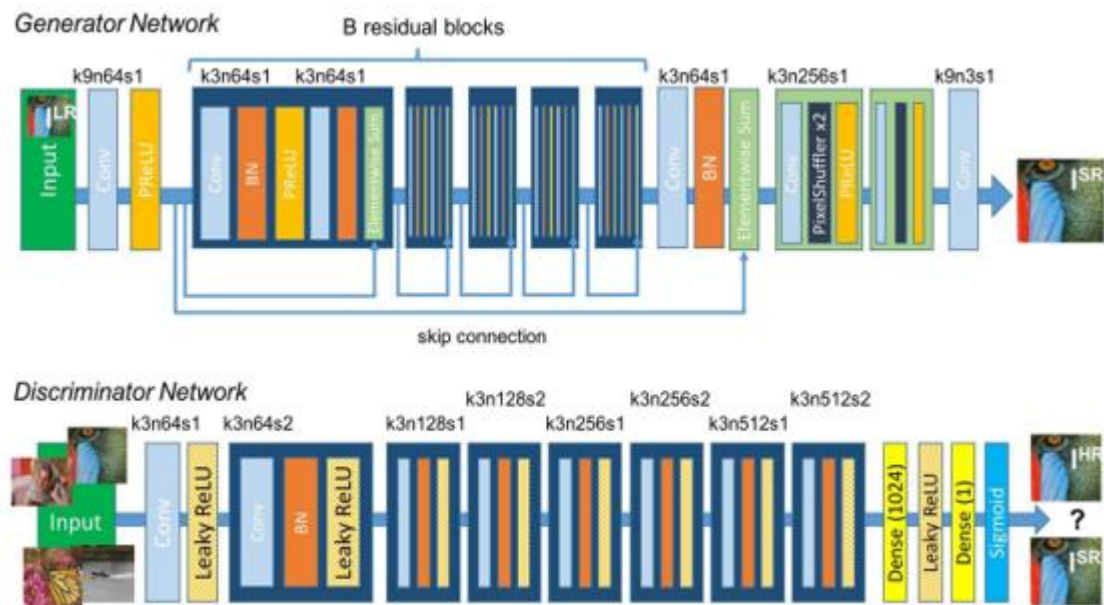 Generator Network
B residual blocks
k9n64s1
k3n64s1
k3n64s1
k3n64s1
k3n256s1
k9n3s1
I LR
Input
Conv
PReLU
Conv
BN
PReLU
Elementwise Sum
Conv
BN
Elementwise Sum
Conv
PixelShuffler x2
PReLU
Conv
I SR
skip connection
Discriminator Network
k3n128s2
k3n256s2
k3n512s2
k3n64s1
k3n64s2
k3n128s1
k3n256s1
k3n512s1
Input
Conv
Leaky ReLU
Conv
BN
Leaky ReLU
Dense (1024)
Leaky ReLU
Dense (1)
Sigmoid
I HR
?
I SR